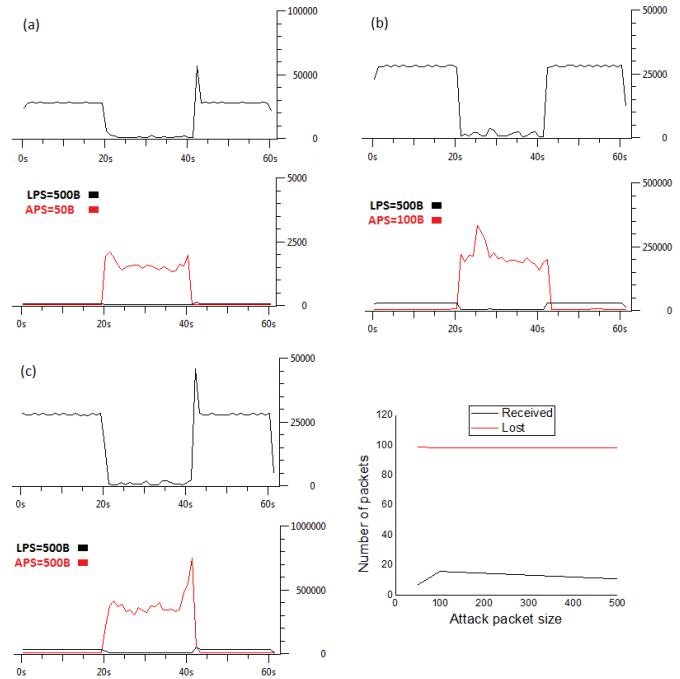 (a)
100000
50000
0
0s
20s
40s
60s
5000
LPS=500B
APS=50B
2500
0
0s
20s
40s
60s
(b)
50000
25000
0
0s
20s
40s
60s
500000
LPS=500B
APS=100B
250000
0
0s
20s
40s
60s
(c)
50000
25000
0
0s
20s
40s
60s
1000000
LPS=500B
APS=500B
500000
0
0s
20s
40s
60s
Received
Lost
120
100
80
60
40
20
0
Number of packets
0 100 200 300 400 500
Attack packet size